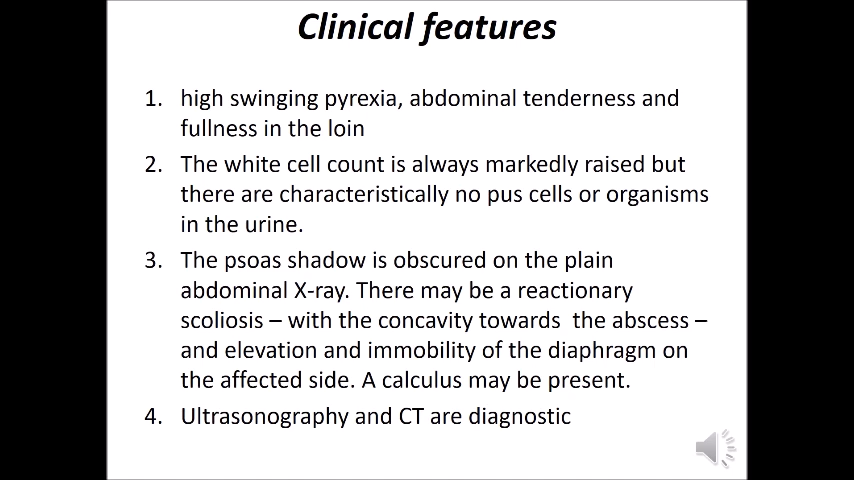 Clinical features
1. high swinging pyrexia, abdominal tenderness and
fullness in the loin
2. The white cell count is always markedly raised but
there are characteristically no pus cells or organisms
in the urine.
3. The psoas shadow is obscured on the plain
abdominal X-ray. There may be a reactionary
scoliosis – with the concavity towards the abscess –
and elevation and immobility of the diaphragm on
the affected side. A calculus may be present.
4. Ultrasonography and CT are diagnostic